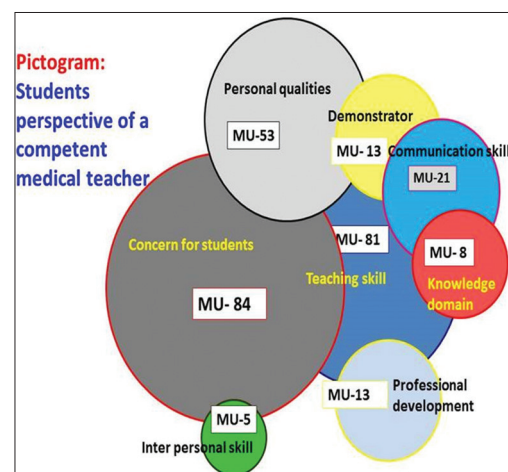 Pictogram:
Students
perspective of a
competent
medical teacher
Personal qualities
MU-53
Demonstrator
MU- 13
Communication skill
MU-21
MU- 81
MU- 8
Concern for students
Teaching skill
Knowledge
domain
MU- 84
MU-13
Professional
development
MU-5
Inter personal skill